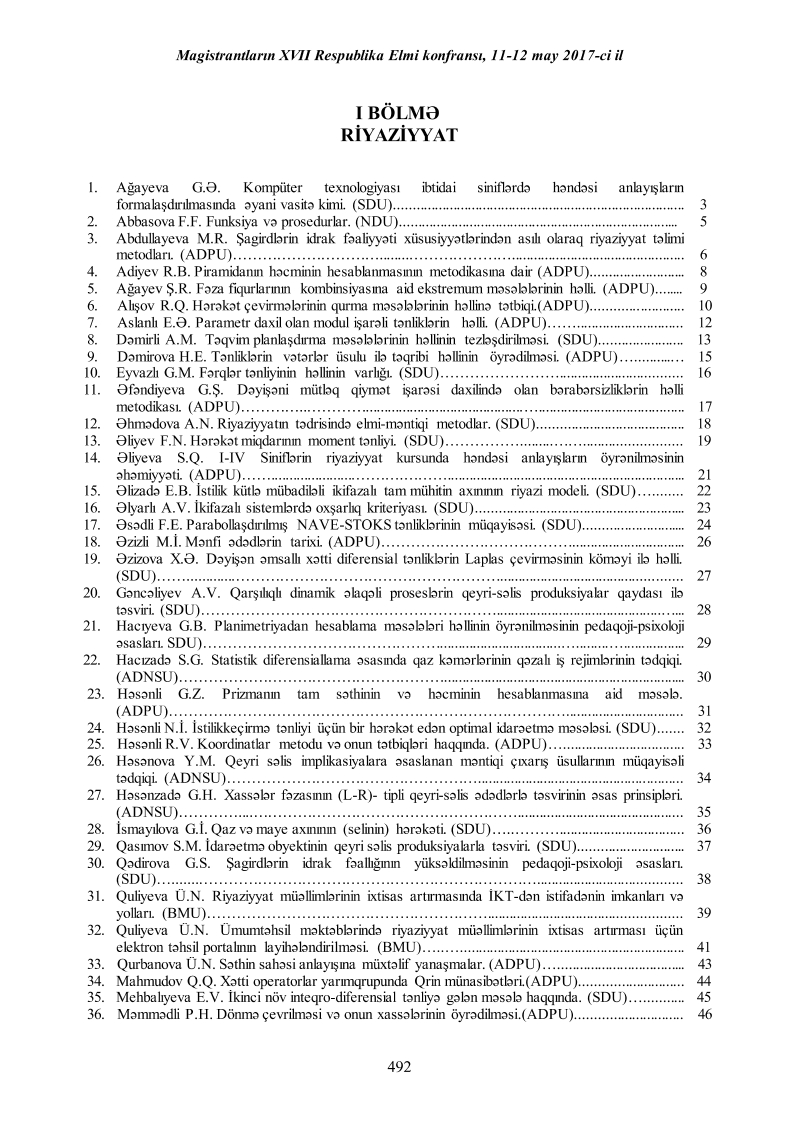 Magistrantların XVII Respublika Elmi konfransı, 11-12 may 2017-ci il
I BÖLMƏ
RİYAZİYYAT
1. Ağayeva G.Ə. Kompüter texnologiyası ibtidai siniflərdə həndəsi anlayışların
formalaşdırılmasında əyani vasitə kimi. (SDU).......................................................................... 3
2. Abbasova F.F. Funksiya və prosedurlar. (NDU)....................................................................... 5
3. Abdullayeva M.R. Şagirdlərin idrak fəaliyyəti xüsusiyyətlərindən asılı olaraq riyaziyyat təlimi
metodları. (ADPU)………………………........………………….......................................... 6
4. Adiyev R.B. Piramidanın həcminin hesablanmasının metodikasına dair (ADPU)........................ 8
5. Ağayev Ş.R. Fəza fiqurlarının kombinsiyasına aid ekstremum məsələlələrinin həlli. (ADPU)....... 9
6. Alışov R.Q. Hərəkət çevirmələrinin qurma məsələlələrinin həllinə tətbiqi.(ADPU)........................ 10
7. Aslanlı E.Ə. Parametr daxil olan modul işarəli tənliklərin həlli. (ADPU)……............................ 12
8. Dəmirli A.M. Təqvim planlaşdırma məsələlələrinin həllinin tezləşdirilməsi. (SDU)...................... 13
9. Dəmirova H.E. Tənliklərin vətərlər üsulu ilə təqribi həllinin öyrədilməsi. (ADPU)…..........… 15
10. Eyvazlı G.M. Fərqlər tənliyinin həllinin varlığı. (SDU)………………………............................... 16
11. Əfəndiyeva G.Ş. Dəyişəni mütləq qiymət işarəsi daxilində olan bərabərsizliklərin həlli
metodikası. (ADPU)…………..………….......................................…..................................... 17
12. Əhmədova A.N. Riyaziyyatın tədrisində elmi-məntiqi metodlar. (SDU)..................................... 18
13. Əliyev F.N. Hərəkət miqdarının moment tənliyi. (SDU)……………........……......................... 19
14. Əliyeva S.Q. I-IV Siniflərin riyaziyyat kursunda həndəsi anlayışların öyrənilməsinin
əhəmiyyəti. (ADPU)……......................……………………......................................................... 21
15. Əlizadə E.B. İstilik kütlə mübadiləli ikifazalı tam mühitin axınının riyazi modeli. (SDU)…........ 22
16. Əlyarlı A.V. İkifazalı sistemlərdə oxşarlıq kriteriyası. (SDU)..................................................... 23
17. Əsədli F.E. Parabollaşdırılmış NAVE-STOKS tənliklərinin müqayisəsi. (SDU).......................... 24
18. Əzizli M.İ. Mənfi ədədlərin tarixi. (ADPU)…………………………......................................... 26
19. Əzizova X.Ə. Dəyişən əmsallı xətti diferensial tənliklərin Laplas çevirməsinin köməyi ilə həlli.
(SDU)……............………………………………………............................................................ 27
20. Gəncəliyev A.V. Qarşılıqlı dinamik əlaqəli proseslərin qeyri-səlis produksiyalar qaydası ilə
təsviri. (SDU)…………………………………………………................................................... 28
21. Hacıyeva G.B. Planimetriyadan hesablama məsələləri həllinin öyrənilməsinin pedaqoji-psixoloji
əsasları. SDU)…………………………………………............................…............................. 29
22. Hacızadə S.G. Statistik diferensiallama əsasında qaz kəmərlərinin qəzalı iş rejimlərinin tədqiqi.
(ADNSU)………………………………………………............................................................... 30
23. Həsənli G.Z. Prizmanın tam səthinin və həcminin hesablanmasına aid məsələ.
(ADPU)……………………………………………………………………............................... 31
24. Həsənli N.İ. İstilikkeçirmə tənliyi üçün bir hərəkət edən optimal idarəetmə məsələsi. (SDU)....... 32
25. Həsənli R.V. Koordinatlar metodu və onun tətbiqləri haqqında. (ADPU)…............................... 33
26. Həsənova Y.M. Qeyri səlis implikasiyalara əsaslanan məntiqi çıxarış üsullarının müqayisəli
tədqiqi. (ADNSU)……………………………………………..................................................... 34
27. Həsənzadə G.H. Xassələr fəzasının (L-R)- tipli qeyri-səlis ədədlərlə təsvirinin əsas prinsipləri.
(ADNSU)…………...……………………………………………............................................. 35
28. İsmayılova G.İ. Qaz və maye axınının (selinin) hərəkəti. (SDU)….………................................ 36
29. Qasımov S.M. İdarəetmə obyektinin qeyri səlis produksiyalarla təsviri. (SDU)........................... 37
30. Qədirova G.S. Şagirdlərin idrak fəallığının yüksəldilməsinin pedaqoji-psixoloji əsasları.
(SDU)….......……………………………………………………….......................................... 38
31. Quliyeva Ü.N. Riyaziyyat müəllimlərinin ixtisas artırmasında İKT-dən istifadənin imkanları və
yolları. (BMU)………………………………………………................................................... 39
32. Quliyeva Ü.N. Ümumtəhsil məktəblərində riyaziyyat müəllimlərinin ixtisas artırması üçün
elektron təhsil portalının layihələndirilməsi. (BMU)….……....................................................... 41
33. Qurbanova Ü.N. Səthin sahəsi anlayışına müxtəlif yanaşmalar. (ADPU)…............................... 43
34. Mahmudov Q.Q. Xətti operatorlar yarımqrupunda Qrin münasibətləri.(ADPU).......................... 44
35. Mehbalıyeva E.V. İkinci növ inteqro-diferensial tənliyə gələn məsələ haqqında. (SDU)…........... 45
36. Məmmədli P.H. Dönmə çevrilməsi və onun xassələrinin öyrədilməsi.(ADPU)........................... 46
492